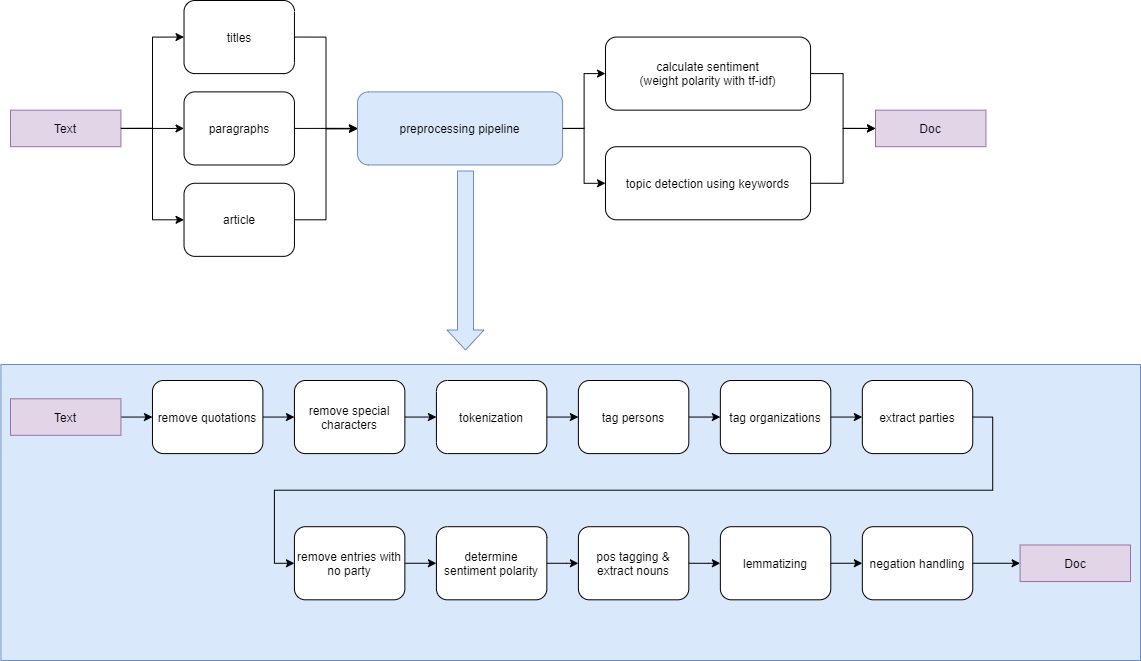 titles
Text
paragraphs
article
preprocessing pipeline
calculate sentiment
(weight polarity with tf-idf)
topic detection using keywords
Doc
Text
remove quotations
remove special
characters
tokenization
tag persons
tag organizations
extract parties
remove entries with
no party
determine
sentiment polarity
pos tagging &
extract nouns
lemmatizing
negation handling
Doc